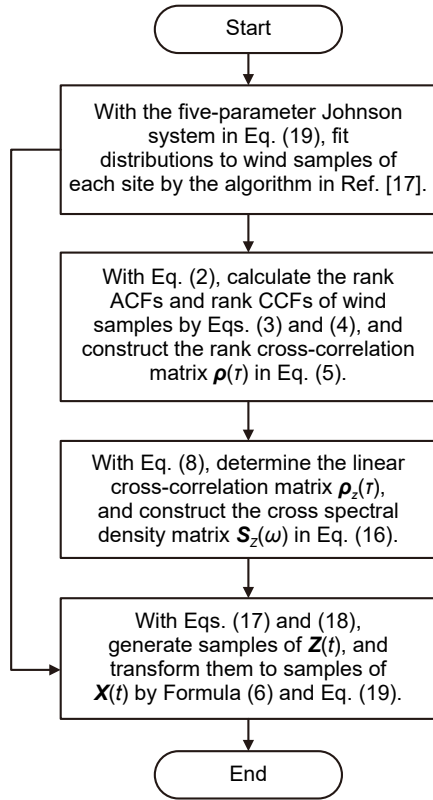 Start
With the five-parameter Johnson
system in Eq. (19), fit
distributions to wind samples of
each site by the algorithm in Ref. [17].
With Eq. (2), calculate the rank
ACFs and rank CCFs of wind
samples by Eqs. (3) and (4), and
construct the rank cross-correlation
matrix ρ(τ) in Eq. (5).
With Eq. (8), determine the linear
cross-correlation matrix ρz(τ),
and construct the cross spectral
density matrix Sz(ω) in Eq. (16).
With Eqs. (17) and (18),
generate samples of Z(t), and
transform them to samples of
X(t) by Formula (6) and Eq. (19).
End